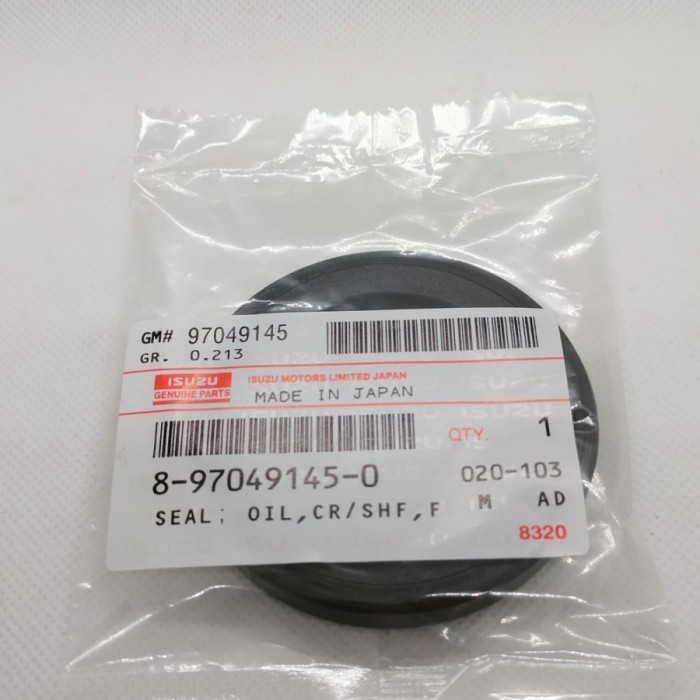 GM# 97049145
GR. 0.213
ISUZU
GENUINE PARTS
ISUZU MOTORS LIMITED JAPAN
MADE IN JAPAN
QTY. 1
8-97049145-0 020-103
SEAL; OIL,CR/SHF,F M AD
8320